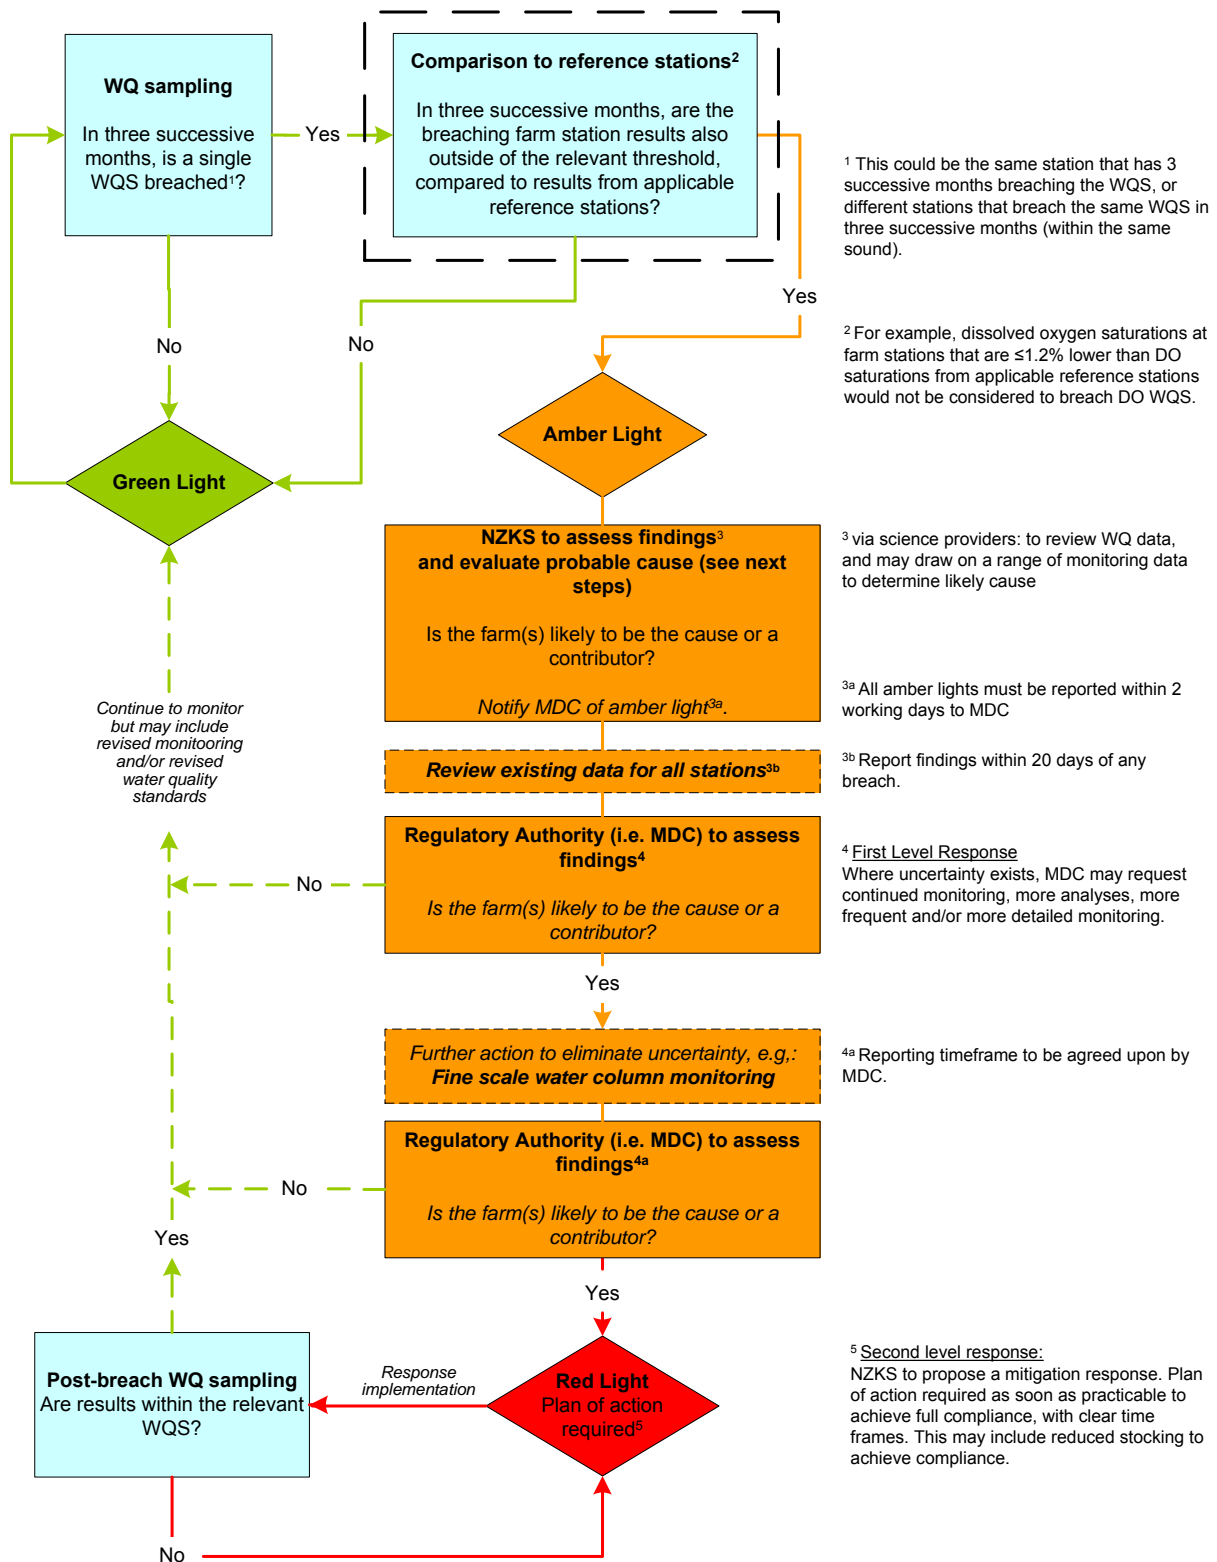 WQ sampling
In three successive
months, is a single
WQS breached¹?
Yes
Comparison to reference stations²
In three successive months, are the
breaching farm station results also
outside of the relevant threshold,
compared to results from applicable
reference stations?
¹ This could be the same station that has 3
successive months breaching the WQS, or
different stations that breach the same WQS in
three successive months (within the same
sound).
Yes
No
No
² For example, dissolved oxygen saturations at
farm stations that are ≤1.2% lower than DO
saturations from applicable reference stations
would not be considered to breach DO WQS.
Amber Light
Green Light
NZKS to assess findings³
and evaluate probable cause (see next
steps)
Is the farm(s) likely to be the cause or a
contributor?
Notify MDC of amber light³ᵃ.
³ via science providers: to review WQ data,
and may draw on a range of monitoring data
to determine likely cause
³ᵃ All amber lights must be reported within 2
working days to MDC
Continue to monitor
but may include
revised monitooring
and/or revised
water quality
standards
Review existing data for all stations³ᵇ
³ᵇ Report findings within 20 days of any
breach.
Regulatory Authority (i.e. MDC) to assess
findings⁴
Is the farm(s) likely to be the cause or a
contributor?
No
⁴ First Level Response
Where uncertainty exists, MDC may request
continued monitoring, more analyses, more
frequent and/or more detailed monitoring.
Yes
Further action to eliminate uncertainty, e.g,:
Fine scale water column monitoring
⁴ᵃ Reporting timeframe to be agreed upon by
MDC.
Regulatory Authority (i.e. MDC) to assess
findings⁴ᵃ
Is the farm(s) likely to be the cause or a
contributor?
No
Yes
Yes
Post-breach WQ sampling
Are results within the relevant
WQS?
Response
implementation
Red Light
Plan of action
required⁵
⁵ Second level response:
NZKS to propose a mitigation response. Plan
of action required as soon as practicable to
achieve full compliance, with clear time
frames. This may include reduced stocking to
achieve compliance.
No